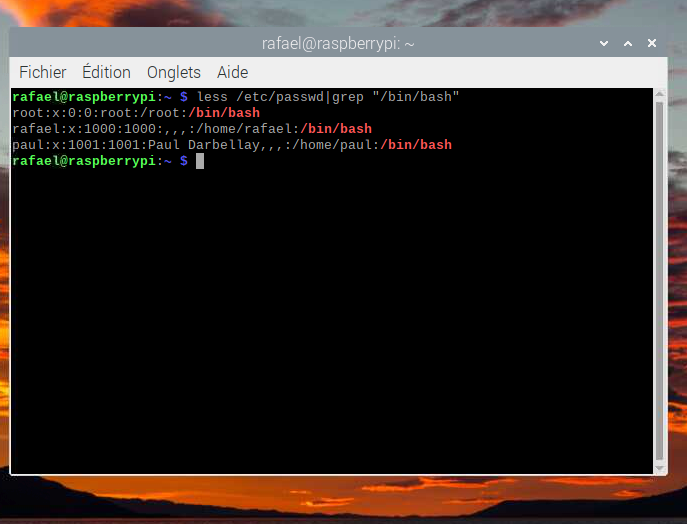 rafael@raspberrypi: ~
Fichier Édition Onglets Aide
rafael@raspberrypi:~ $ less /etc/passwd|grep "/bin/bash"
root:x:0:0:root:/root:/bin/bash
rafael:x:1000:1000:,,,:/home/rafael:/bin/bash
paul:x:1001:1001:Paul Darbellay,,,:/home/paul:/bin/bash
rafael@raspberrypi:~ $